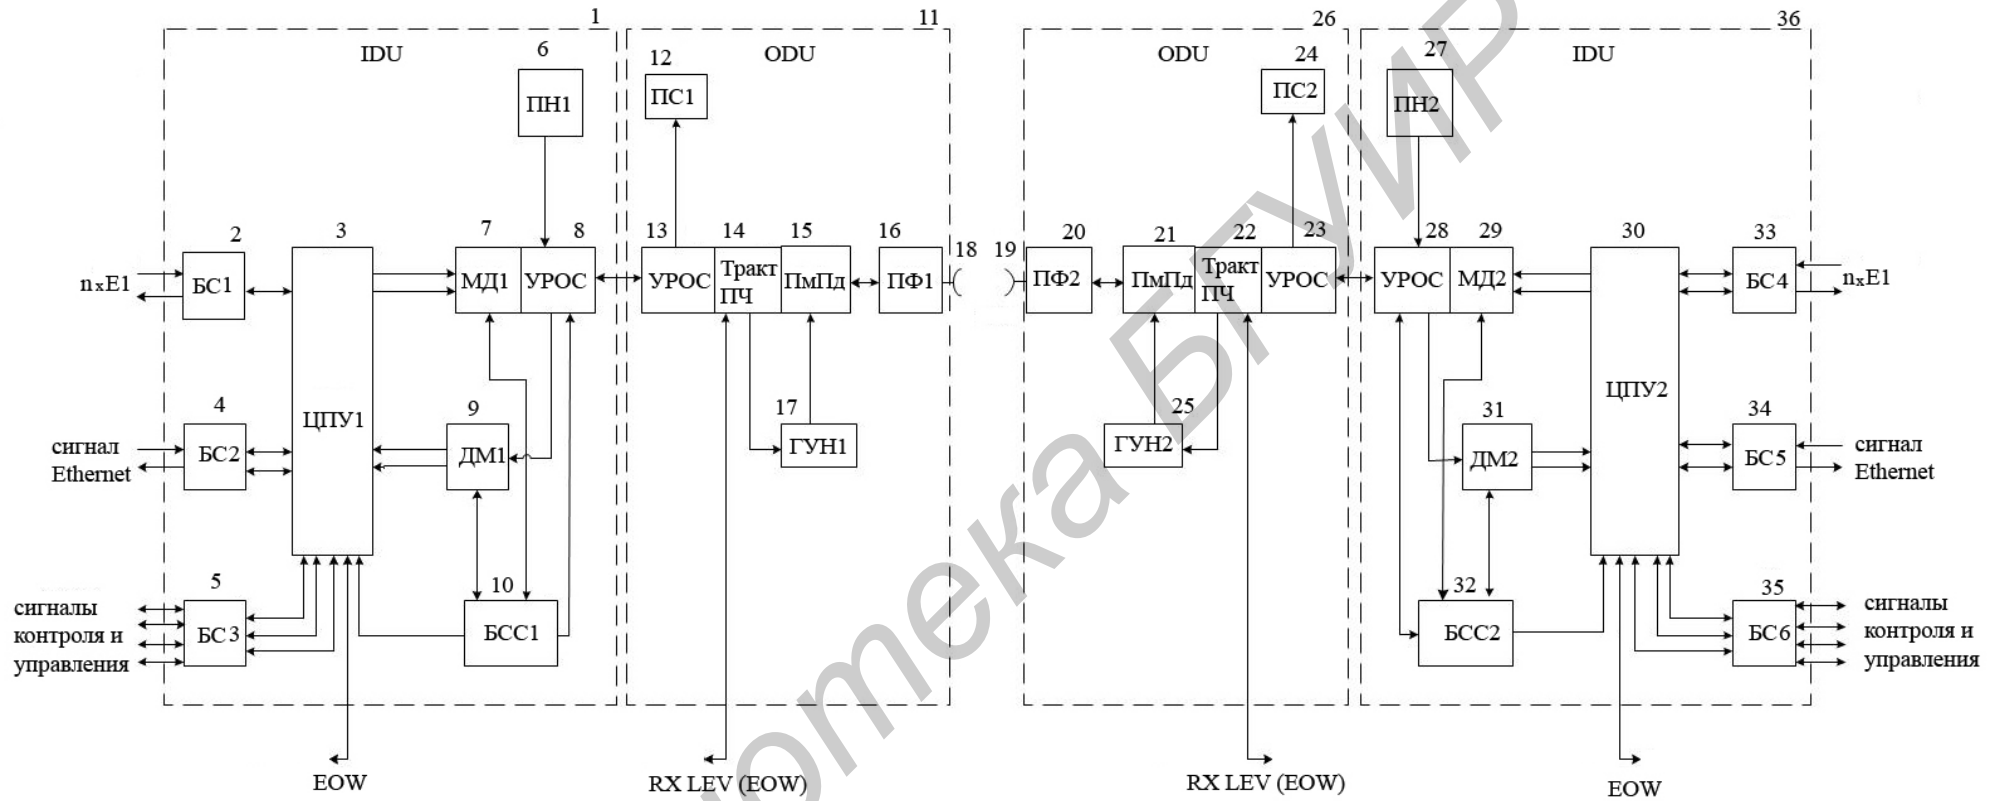 1
11
26
36
IDU
ODU
ODU
IDU
6
12
24
27
ПН1
ПС1
ПС2
ПН2
2
3
7
8
13
14
15
16
18
19
20
21
22
23
28
29
30
33
nxE1
БС1
МД1
УРОС
УРОС
Тракт
ПЧ
ПмПд
ПФ1
ПФ2
ПмПд
Тракт
ПЧ
УРОС
УРОС
МД2
БС4
nxE1
ЦПУ1
ЦПУ2
4
9
17
25
31
34
сигнал
Ethernet
БС2
ДМ1
ГУН1
ГУН2
ДМ2
БС5
сигнал
Ethernet
5
10
32
35
сигналы
контроля и
управления
БС3
БСС1
БСС2
БС6
сигналы
контроля и
управления
EOW
RX LEV (EOW)
RX LEV (EOW)
EOW
отека БГУИР